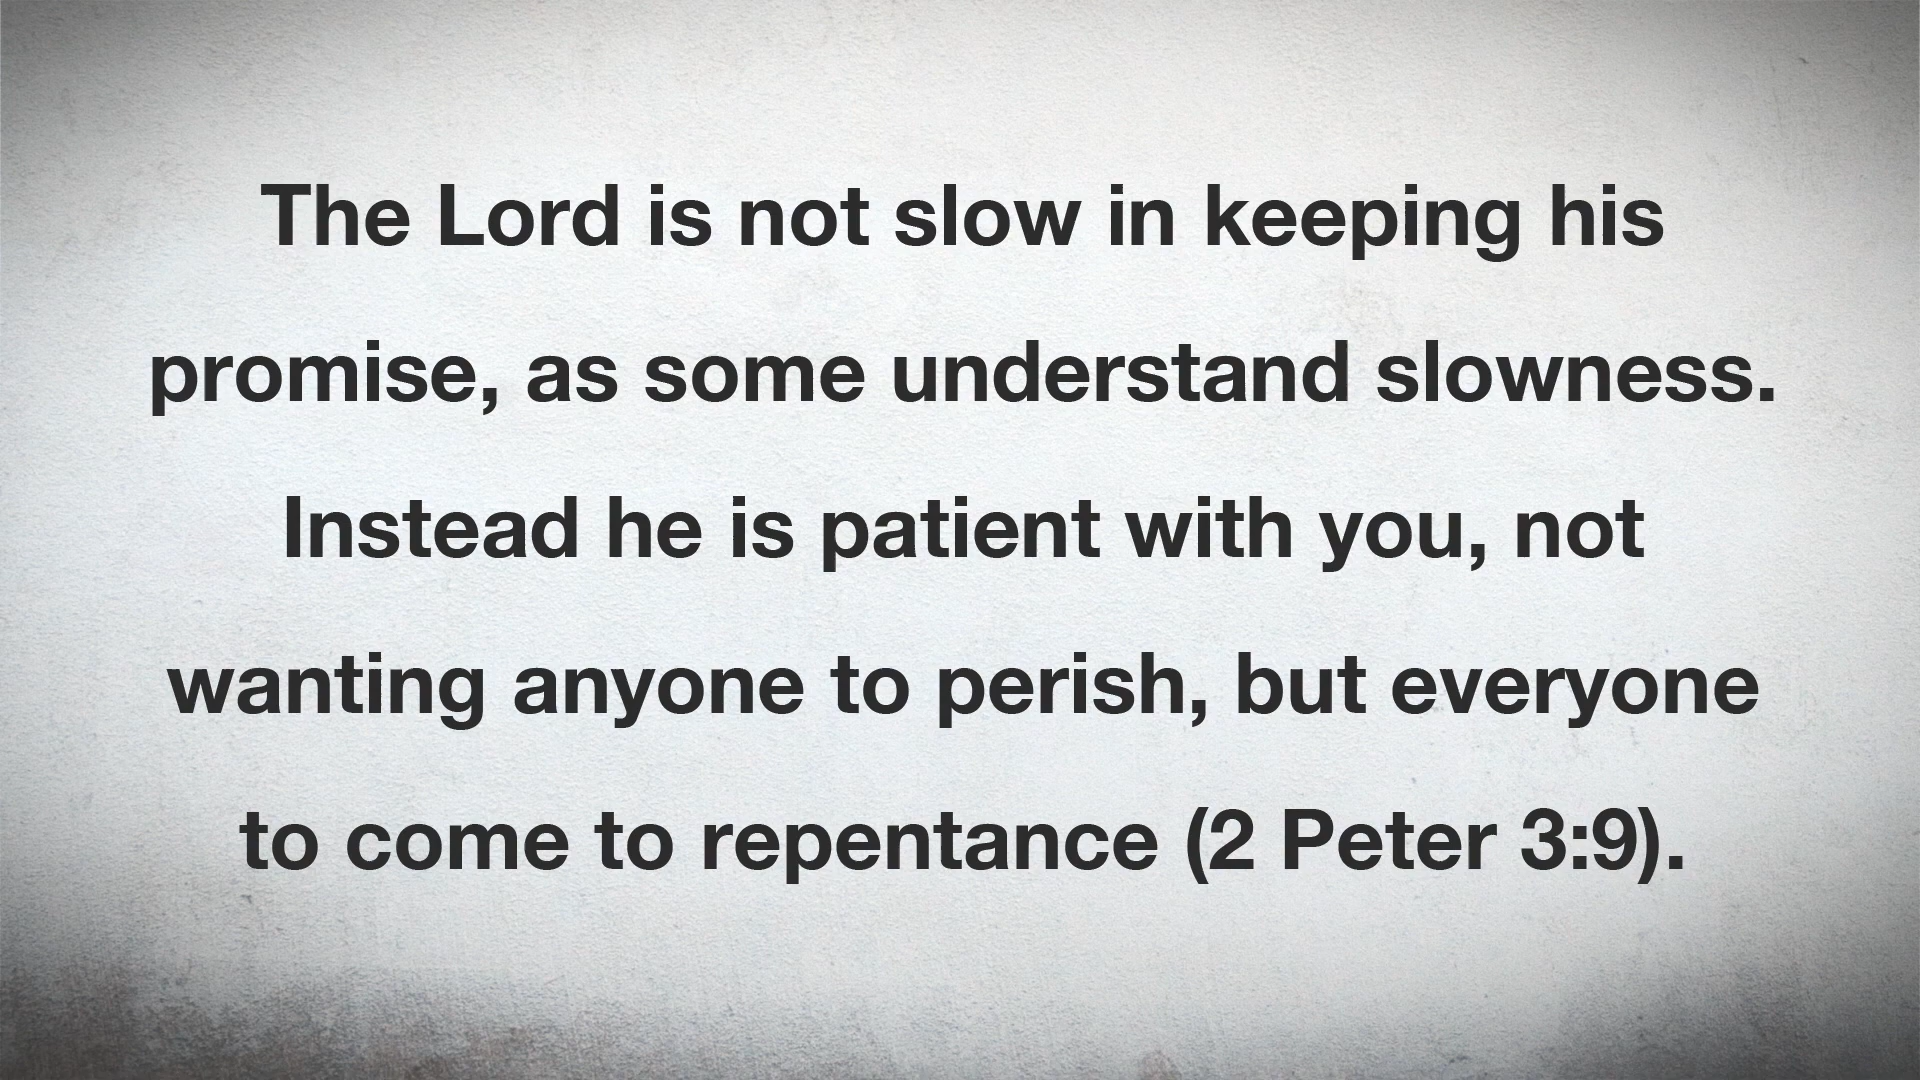 The Lord is not slow in keeping his
promise, as some understand slowness.
Instead he is patient with you, not
wanting anyone to perish, but everyone
to come to repentance (2 Peter 3:9).